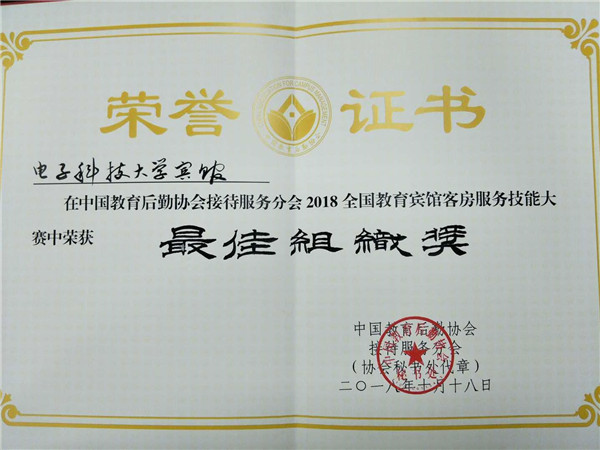 荣誉证书
电子科技大学宾馆
在中国教育后勤协会接待服务分会2018全国教育宾馆客房服务技能大
赛中荣获
最佳組織獎
中国教育后勤协会
接待服务分会
(协会秘书处代章)
二〇一八年十月十八日